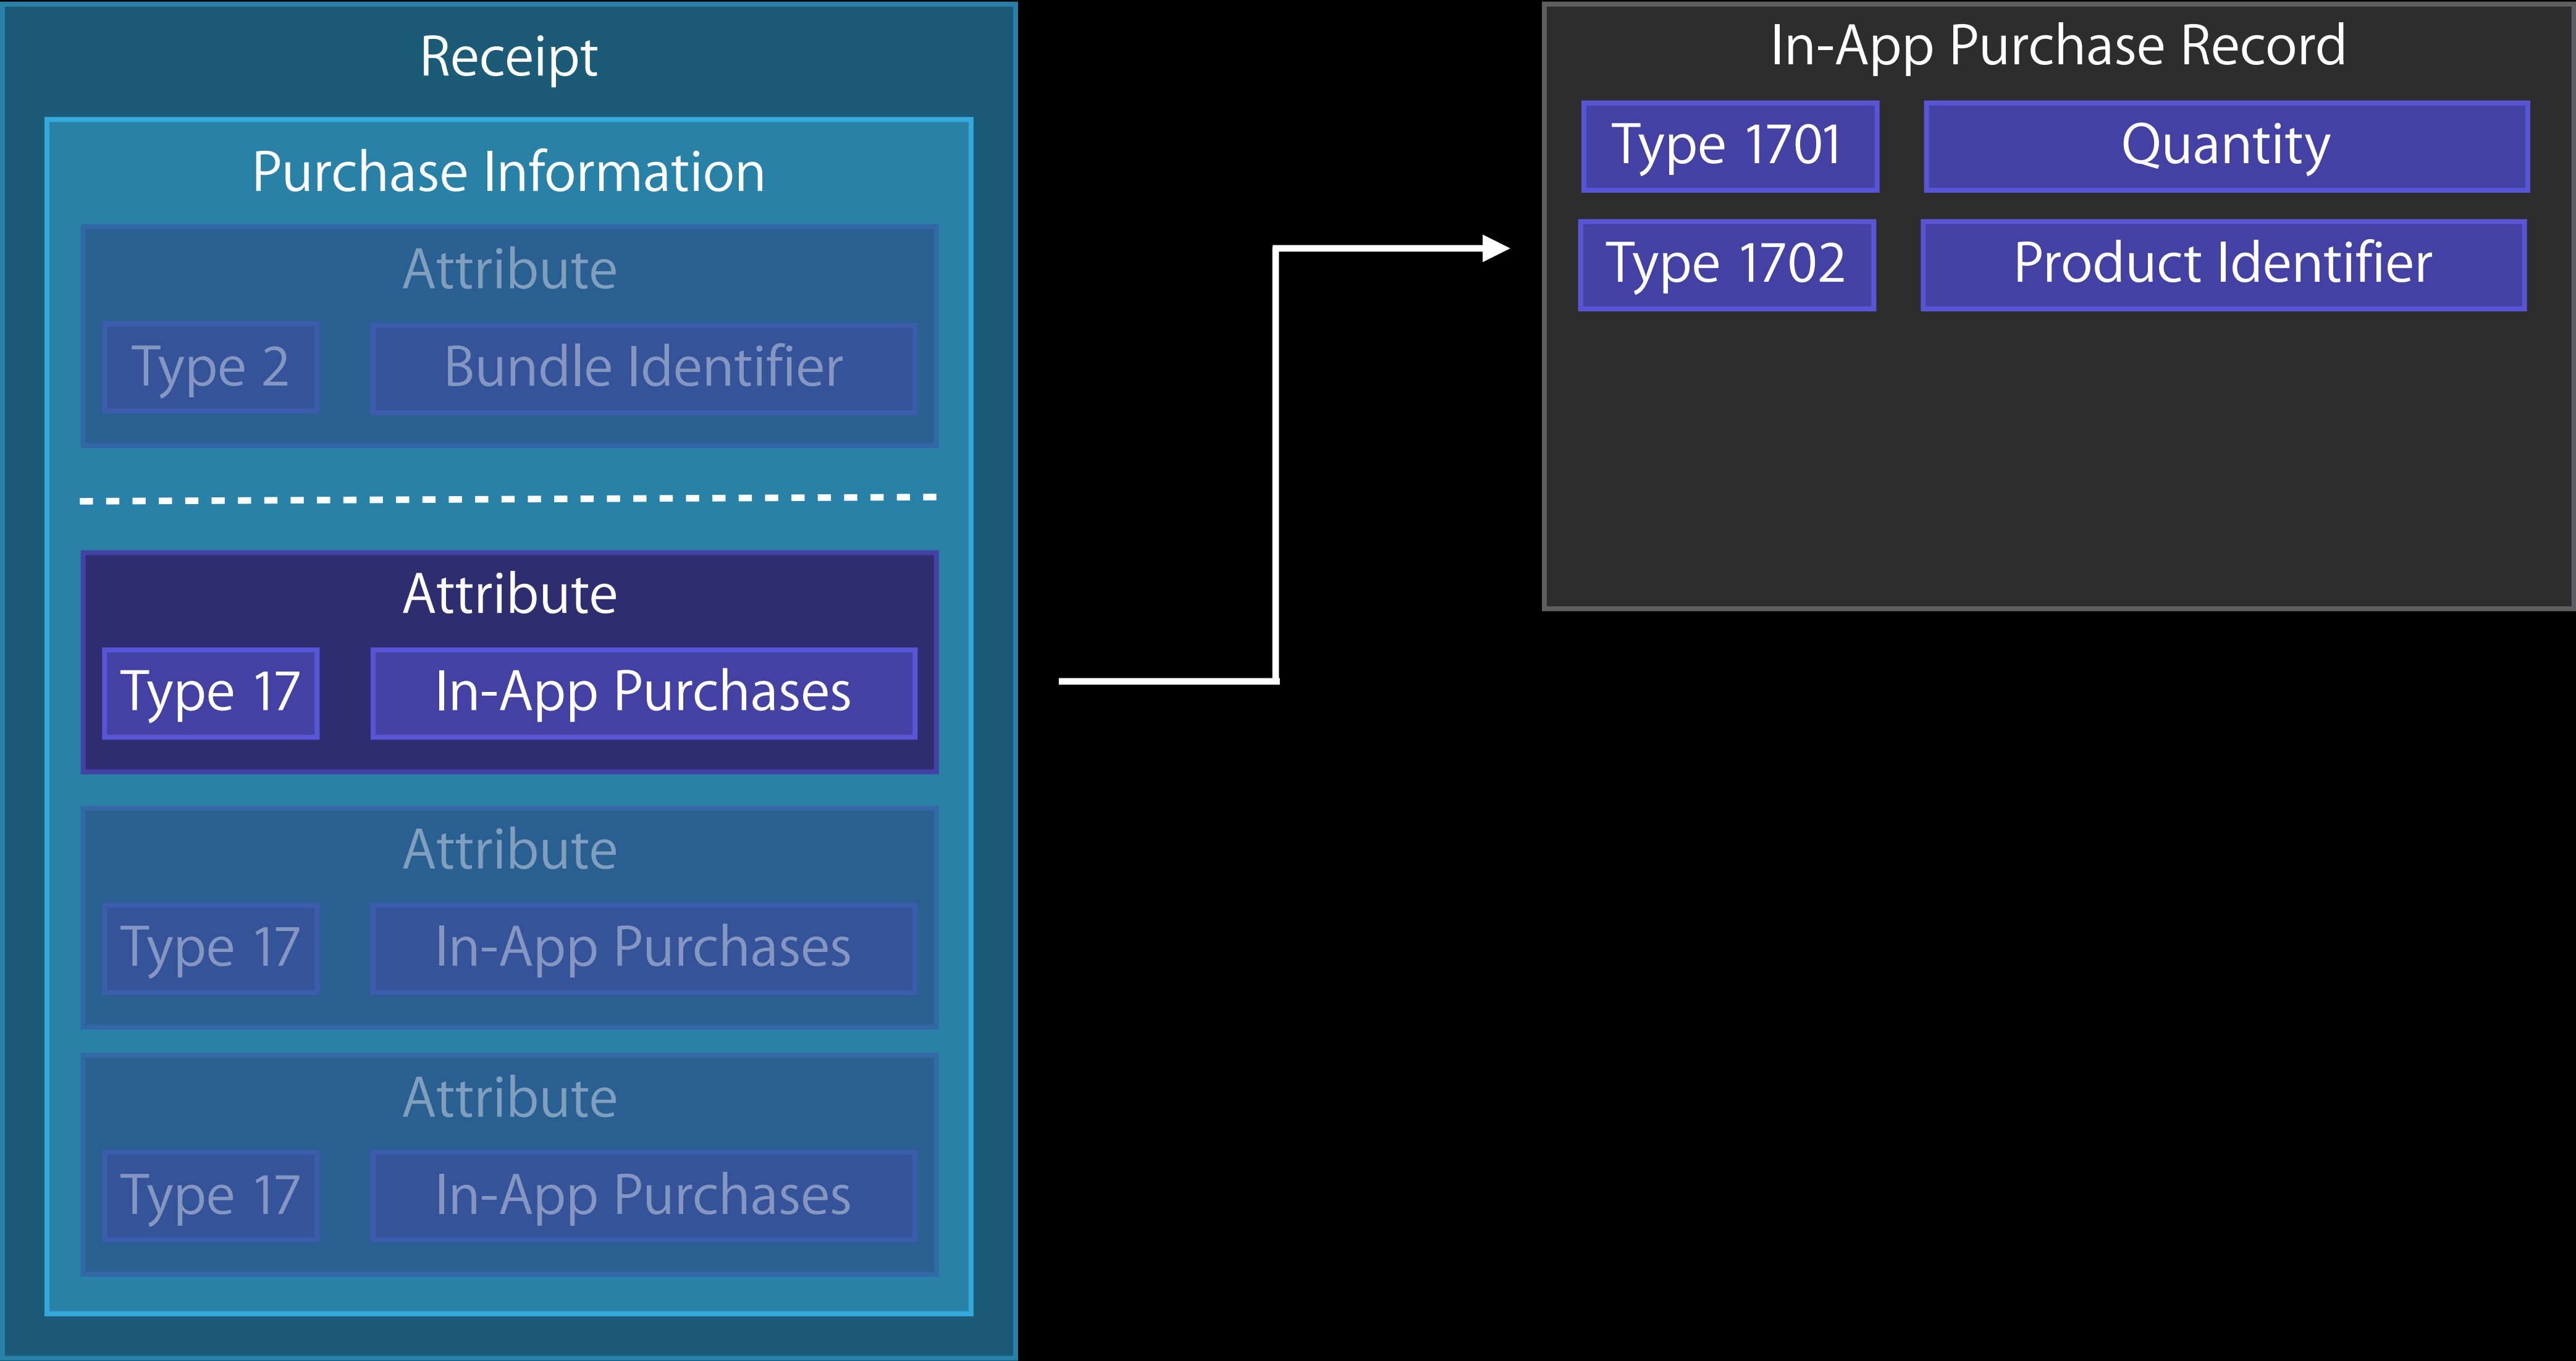 Receipt
Purchase Information
Attribute
Type 2 Bundle Identifier
Attribute
Type 17 In-App Purchases
Attribute
Type 17 In-App Purchases
Attribute
Type 17 In-App Purchases
In-App Purchase Record
Type 1701 Quantity
Type 1702 Product Identifier